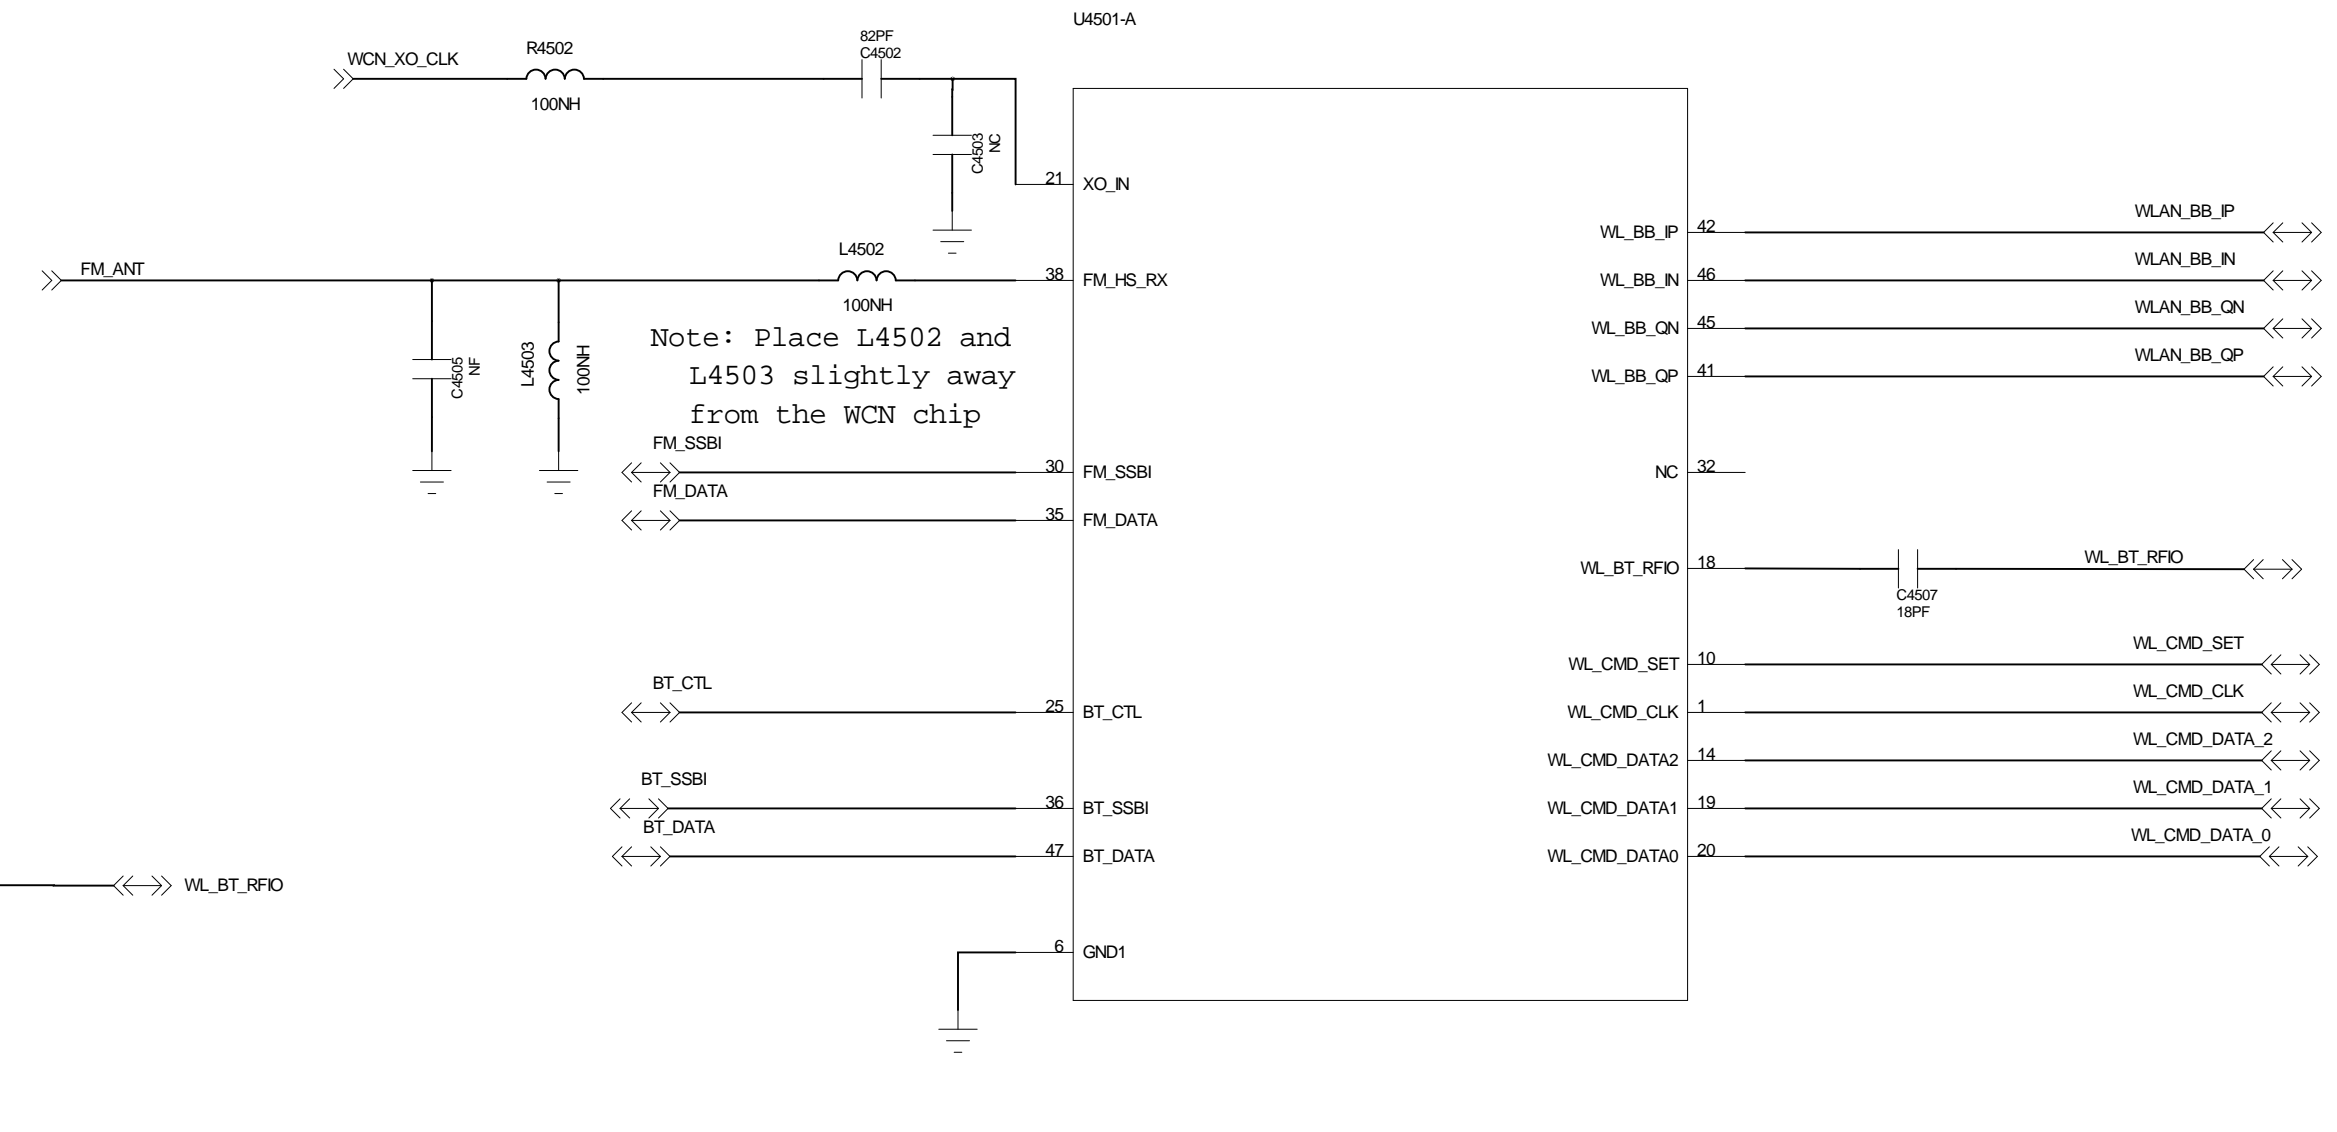 U4501-A
82PF
C4502
R4502
WCN_XO_CLK
100NH
C4503
NC
21 XO_IN
WLAN_BB_IP
WL_BB_IP 42
L4502
WLAN_BB_IN
FM_ANT
38 FM_HS_RX
WL_BB_IN 46
100NH
WLAN_BB_QN
WL_BB_QN 45
Note: Place L4502 and
L4503 slightly away
from the WCN chip
C4505
NF
L4503
100NH
WLAN_BB_QP
WL_BB_QP 41
FM_SSBI
30 FM_SSBI
NC 32
FM_DATA
35 FM_DATA
WL_BT_RFIO
WL_BT_RFIO 18
C4507
18PF
WL_CMD_SET
WL_CMD_SET 10
BT_CTL
25 BT_CTL
WL_CMD_CLK
WL_CMD_CLK 1
WL_CMD_DATA_2
WL_CMD_DATA2 14
BT_SSBI
36 BT_SSBI
WL_CMD_DATA_1
WL_CMD_DATA1 19
BT_DATA
47 BT_DATA
WL_CMD_DATA_0
WL_CMD_DATA0 20
WL_BT_RFIO
6 GND1